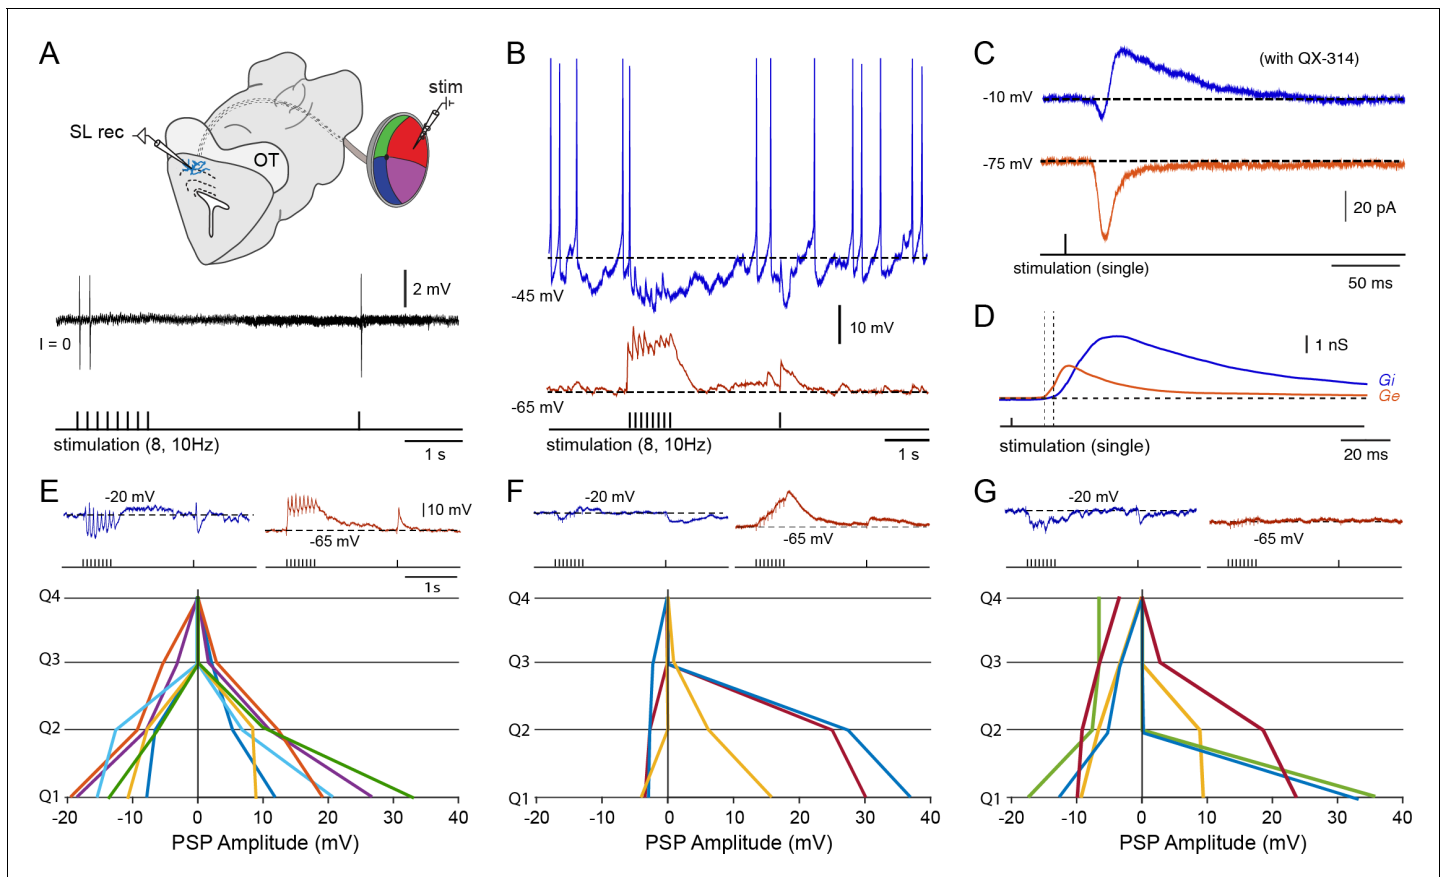 A
stim
SL rec
OT
2 mV
I = 0
stimulation (8, 10Hz)
1 s
B
-45 mV
10 mV
-65 mV
stimulation (8, 10Hz)
1 s
C
(with QX-314)
-10 mV
-75 mV
20 pA
stimulation (single)
50 ms
D
1 nS
Gi
Ge
stimulation (single)
20 ms
E
-20 mV
10 mV
-65 mV
1s
Q4
Q3
Q2
Q1
-20 -10 0 10 20 30 40
PSP Amplitude (mV)
F
-20 mV
-65 mV
Q4
Q3
Q2
Q1
-20 -10 0 10 20 30 40
PSP Amplitude (mV)
G
-20 mV
-65 mV
Q4
Q3
Q2
Q1
-20 -10 0 10 20 30 40
PSP Amplitude (mV)